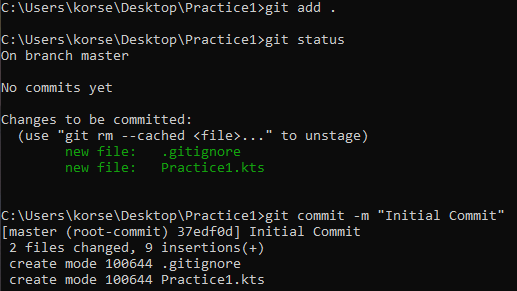 C:\Users\korse\Desktop\Practice1>git add .
C:\Users\korse\Desktop\Practice1>git status
On branch master
No commits yet
Changes to be committed:
  (use "git rm --cached <file>..." to unstage)
        new file:   .gitignore
        new file:   Practice1.kts
C:\Users\korse\Desktop\Practice1>git commit -m "Initial Commit"
[master (root-commit) 37edf0d] Initial Commit
 2 files changed, 9 insertions(+)
 create mode 100644 .gitignore
 create mode 100644 Practice1.kts